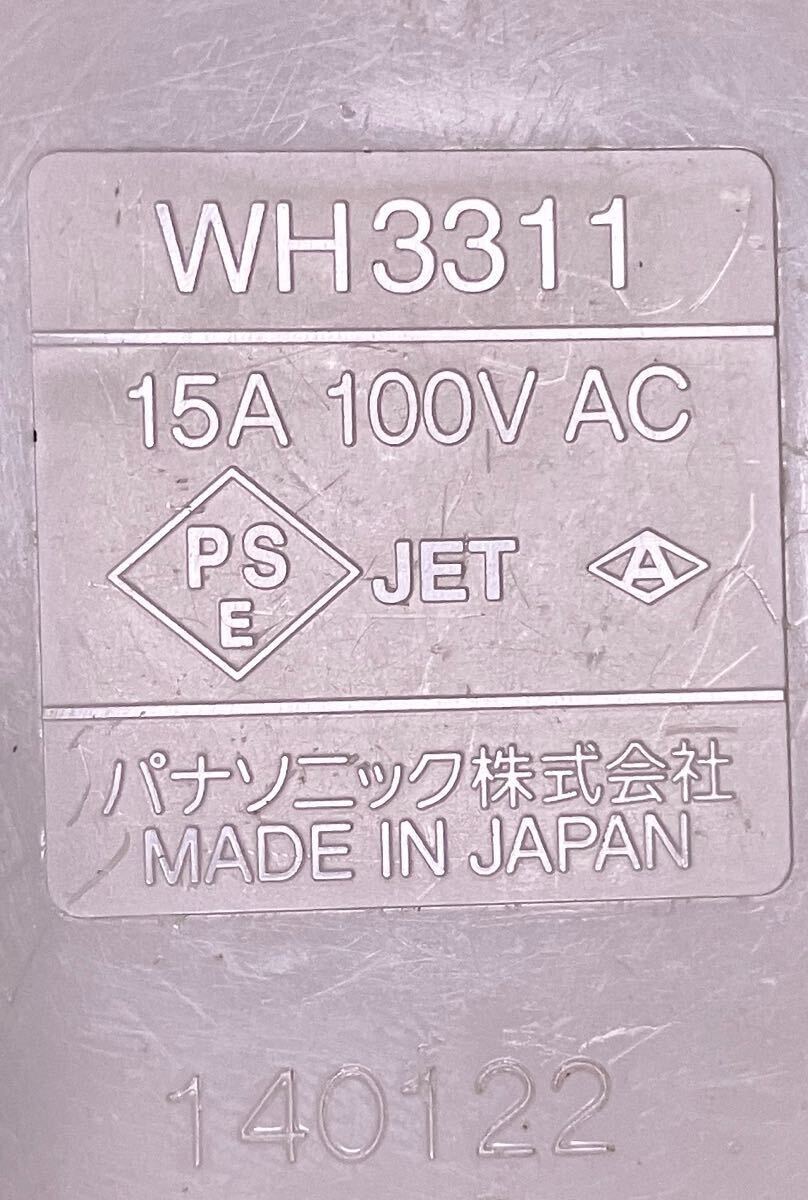 WH3311
15A 100V AC
PS
E
JET
A
パナソニック株式会社
MADE IN JAPAN
140122